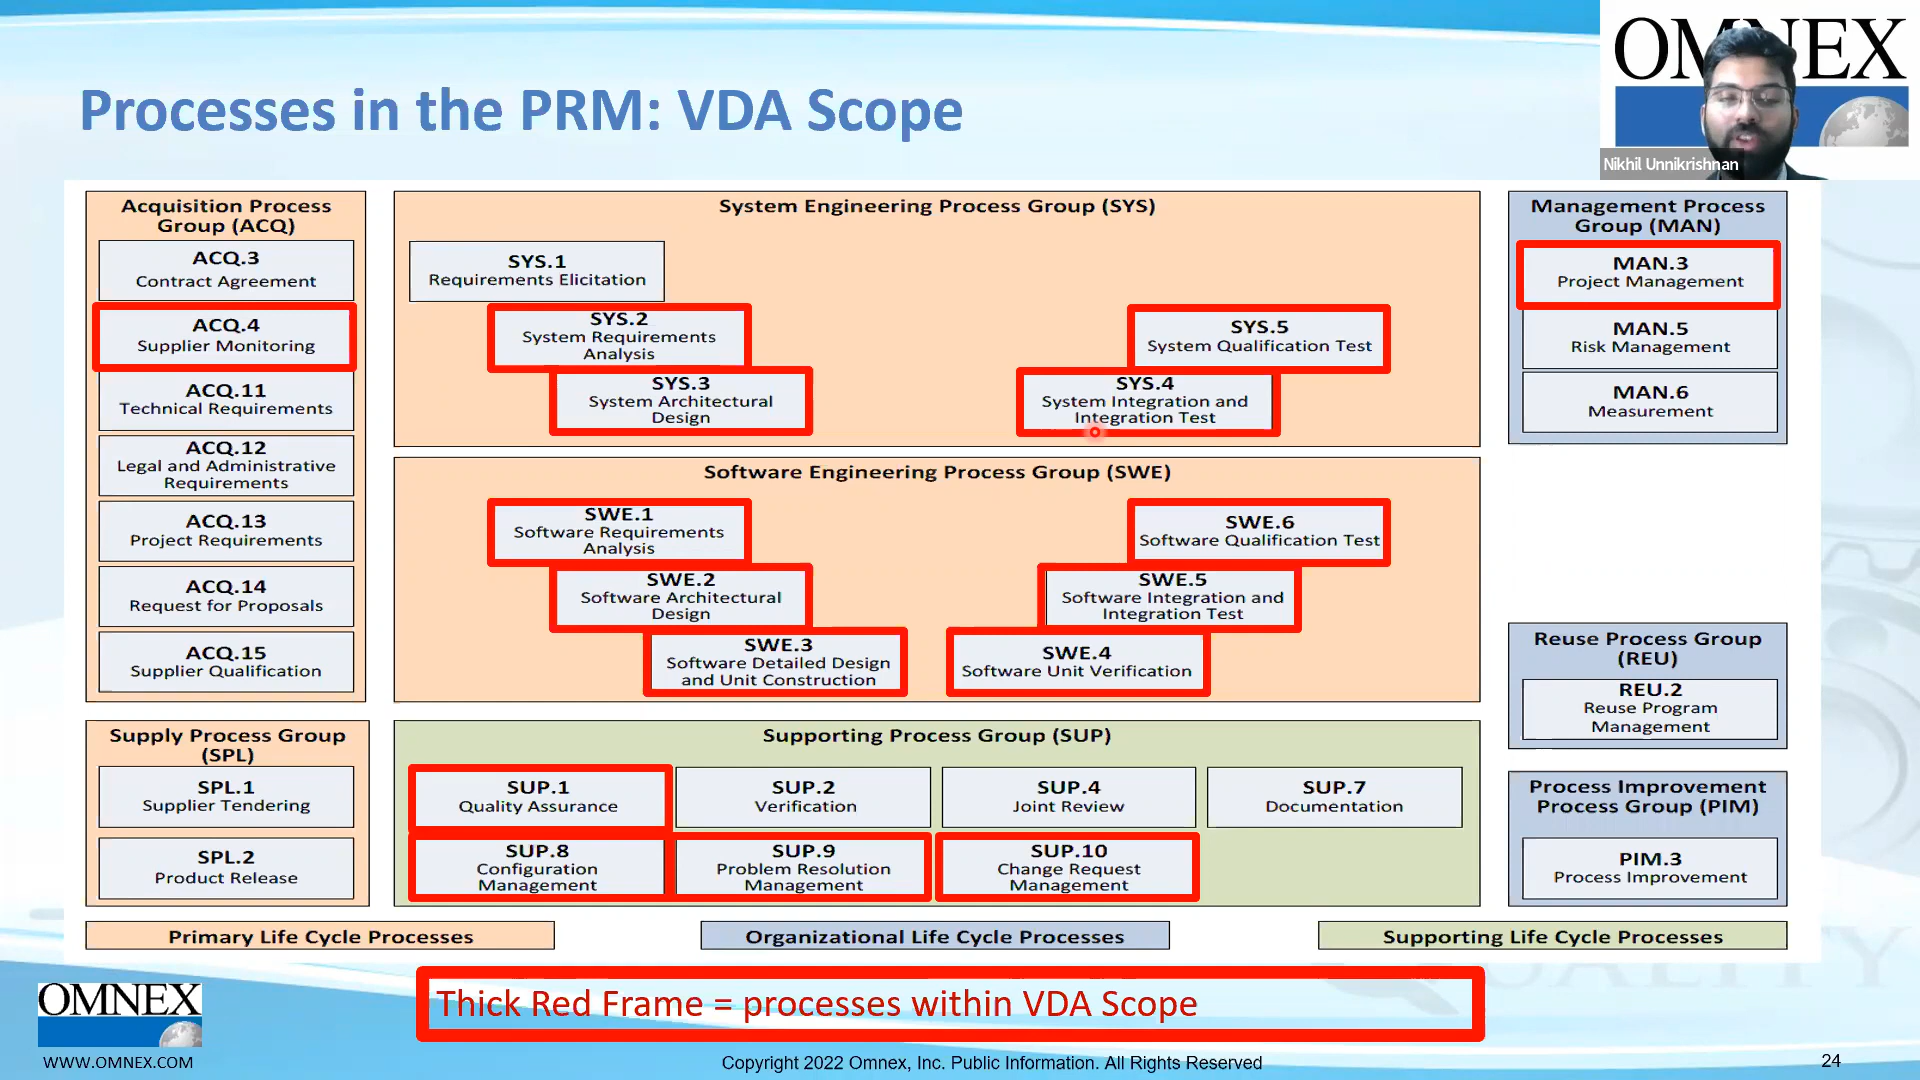 Processes in the PRM: VDA Scope
OMNEX
Nikhil Unnikrishnan
Acquisition Process
Group (ACQ)
ACQ.3
Contract Agreement
ACQ.4
Supplier Monitoring
ACQ.11
Technical Requirements
ACQ.12
Legal and Administrative
Requirements
ACQ.13
Project Requirements
ACQ.14
Request for Proposals
ACQ.15
Supplier Qualification
System Engineering Process Group (SYS)
SYS.1
Requirements Elicitation
SYS.2
System Requirements
Analysis
SYS.3
System Architectural
Design
SYS.5
System Qualification Test
SYS.4
System Integration and
Integration Test
Management Process
Group (MAN)
MAN.3
Project Management
MAN.5
Risk Management
MAN.6
Measurement
Software Engineering Process Group (SWE)
SWE.1
Software Requirements
Analysis
SWE.2
Software Architectural
Design
SWE.3
Software Detailed Design
and Unit Construction
SWE.6
Software Qualification Test
SWE.5
Software Integration and
Integration Test
SWE.4
Software Unit Verification
Reuse Process Group
(REU)
REU.2
Reuse Program
Management
Supply Process Group
(SPL)
SPL.1
Supplier Tendering
SPL.2
Product Release
Supporting Process Group (SUP)
SUP.1
Quality Assurance
SUP.2
Verification
SUP.4
Joint Review
SUP.7
Documentation
SUP.8
Configuration
Management
SUP.9
Problem Resolution
Management
SUP.10
Change Request
Management
Process Improvement
Process Group (PIM)
PIM.3
Process Improvement
Primary Life Cycle Processes
Organizational Life Cycle Processes
Supporting Life Cycle Processes
QUALITY
Thick Red Frame = processes within VDA Scope
OMNEX
WWW.OMNEX.COM
Copyright 2022 Omnex, Inc. Public Information. All Rights Reserved
24